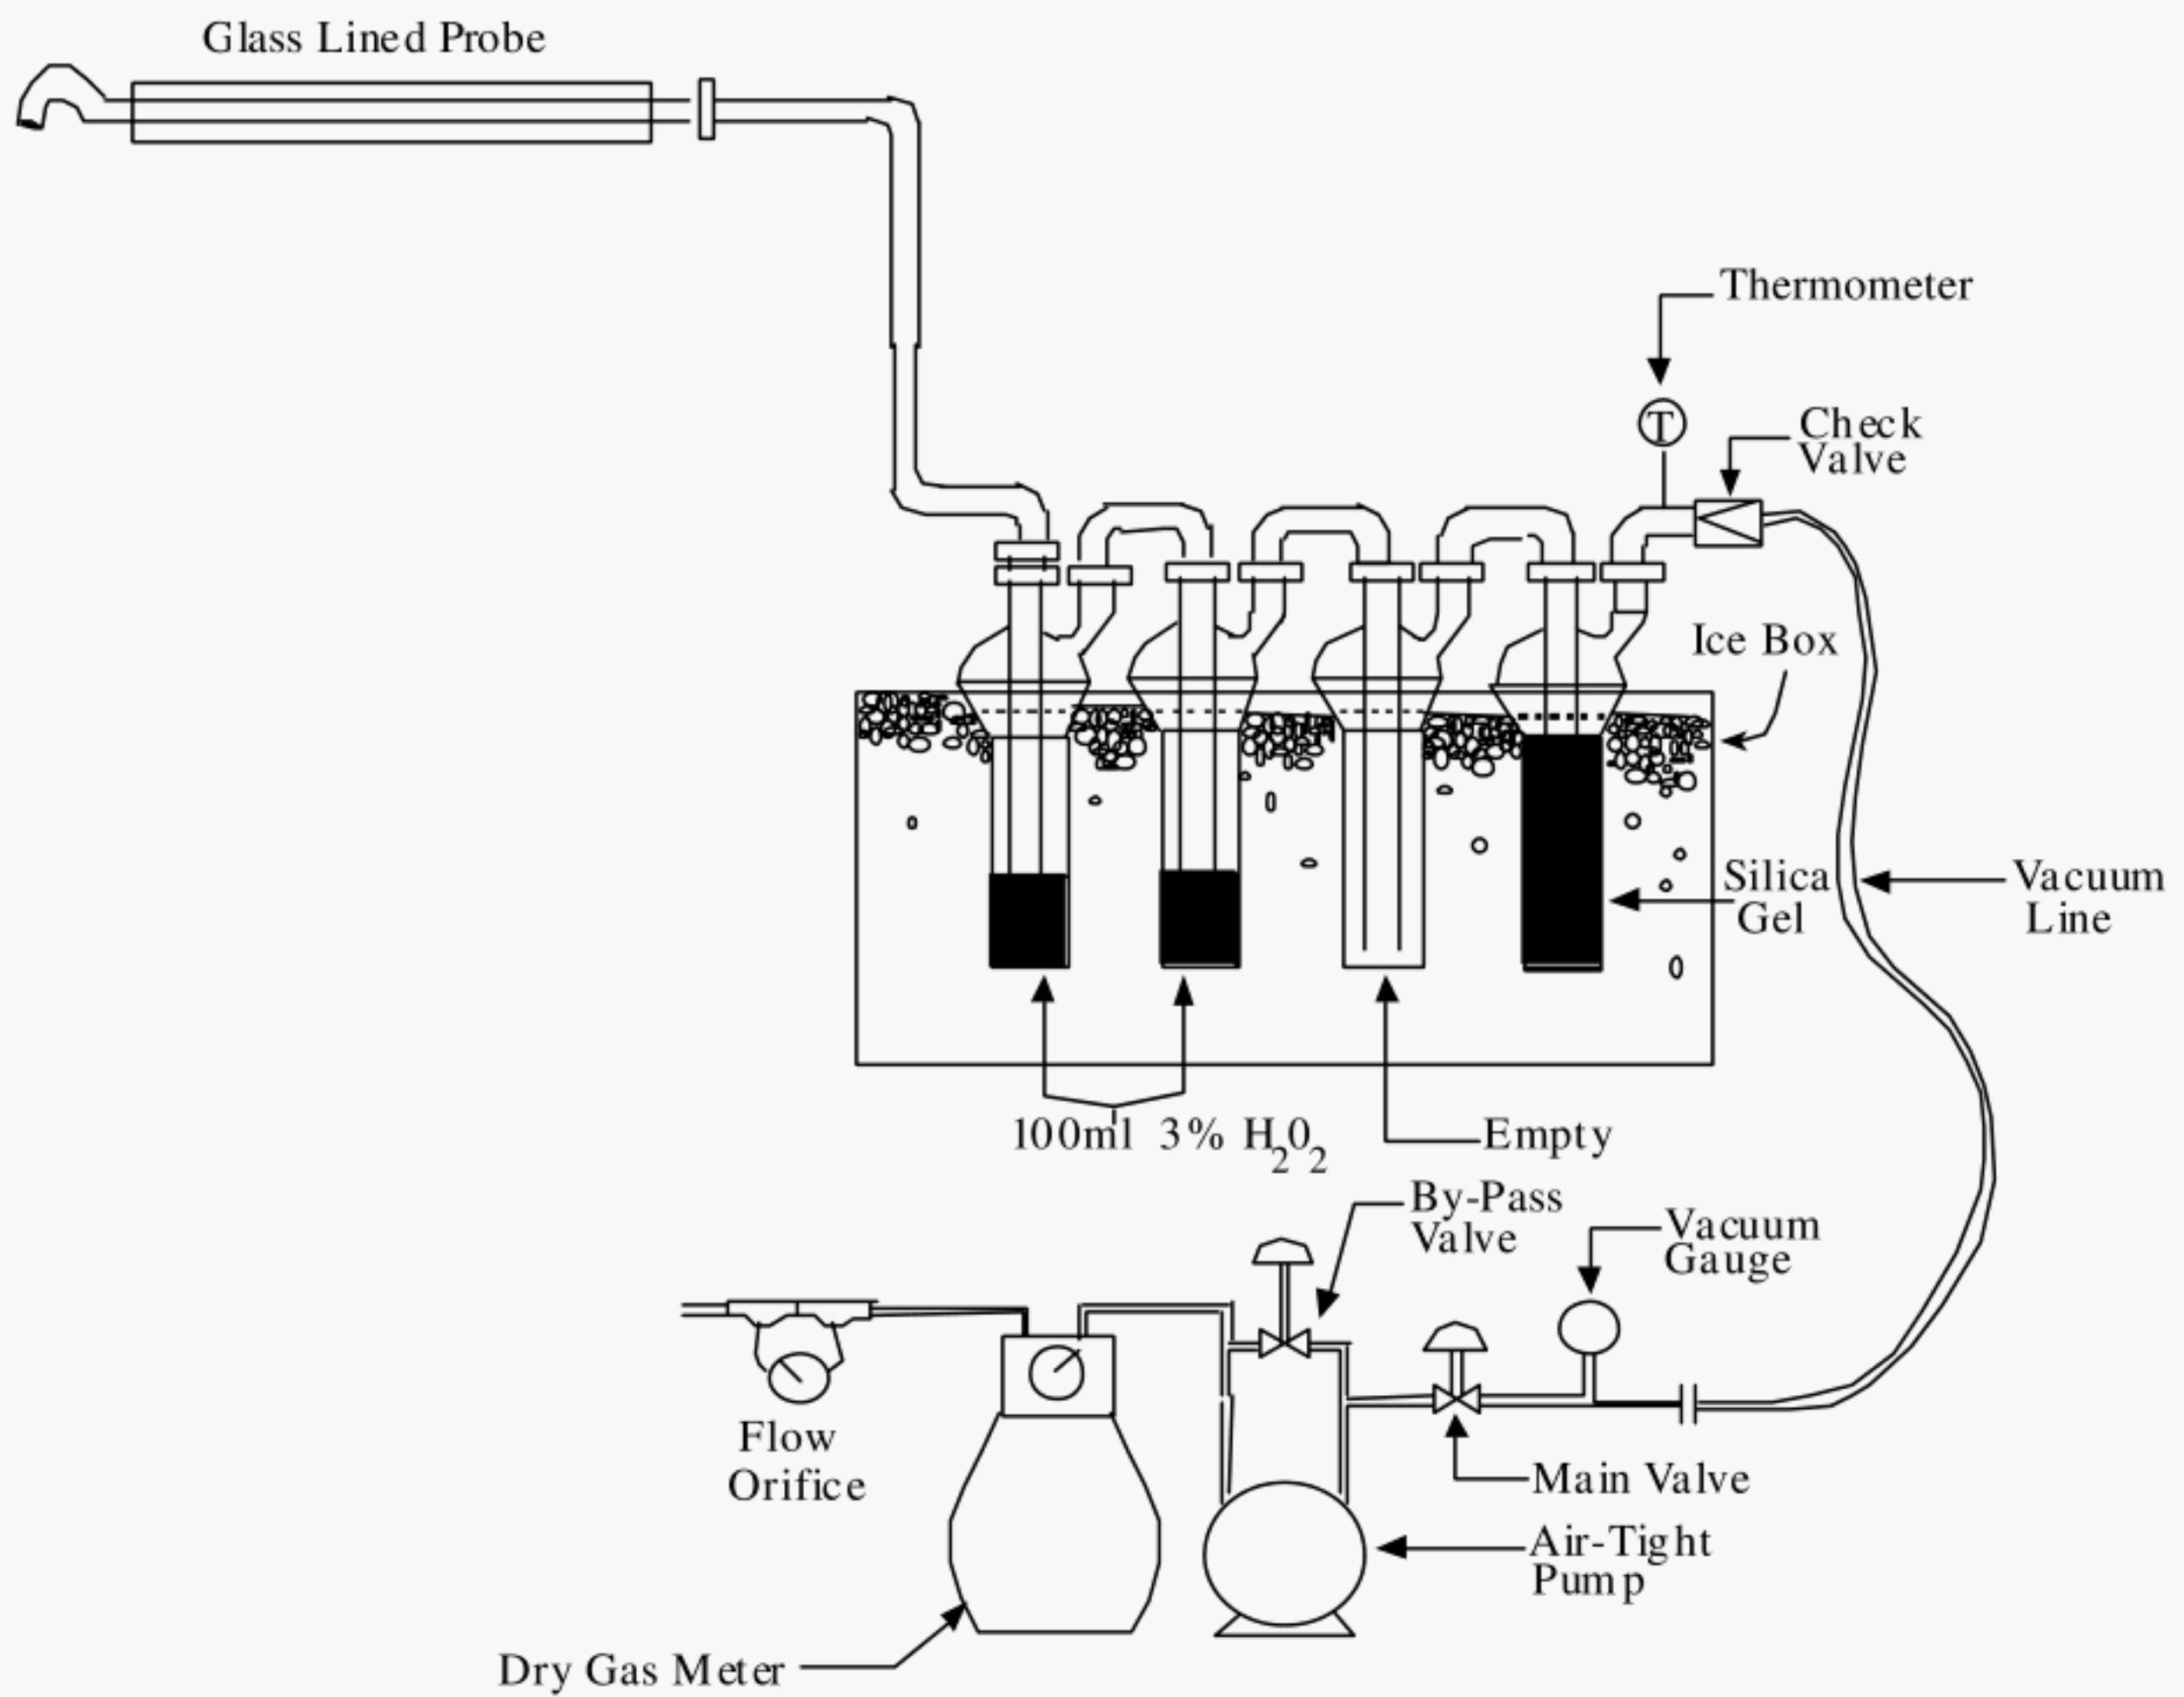 Glass Lined Probe
Thermometer
T
Check
Valve
Ice Box
Silica
Gel
Vacuum
Line
100ml 3% H202
Empty
By-Pass
Valve
Vacuum
Gauge
Flow
Orifice
Main Valve
Air-Tight
Pump
Dry Gas Meter